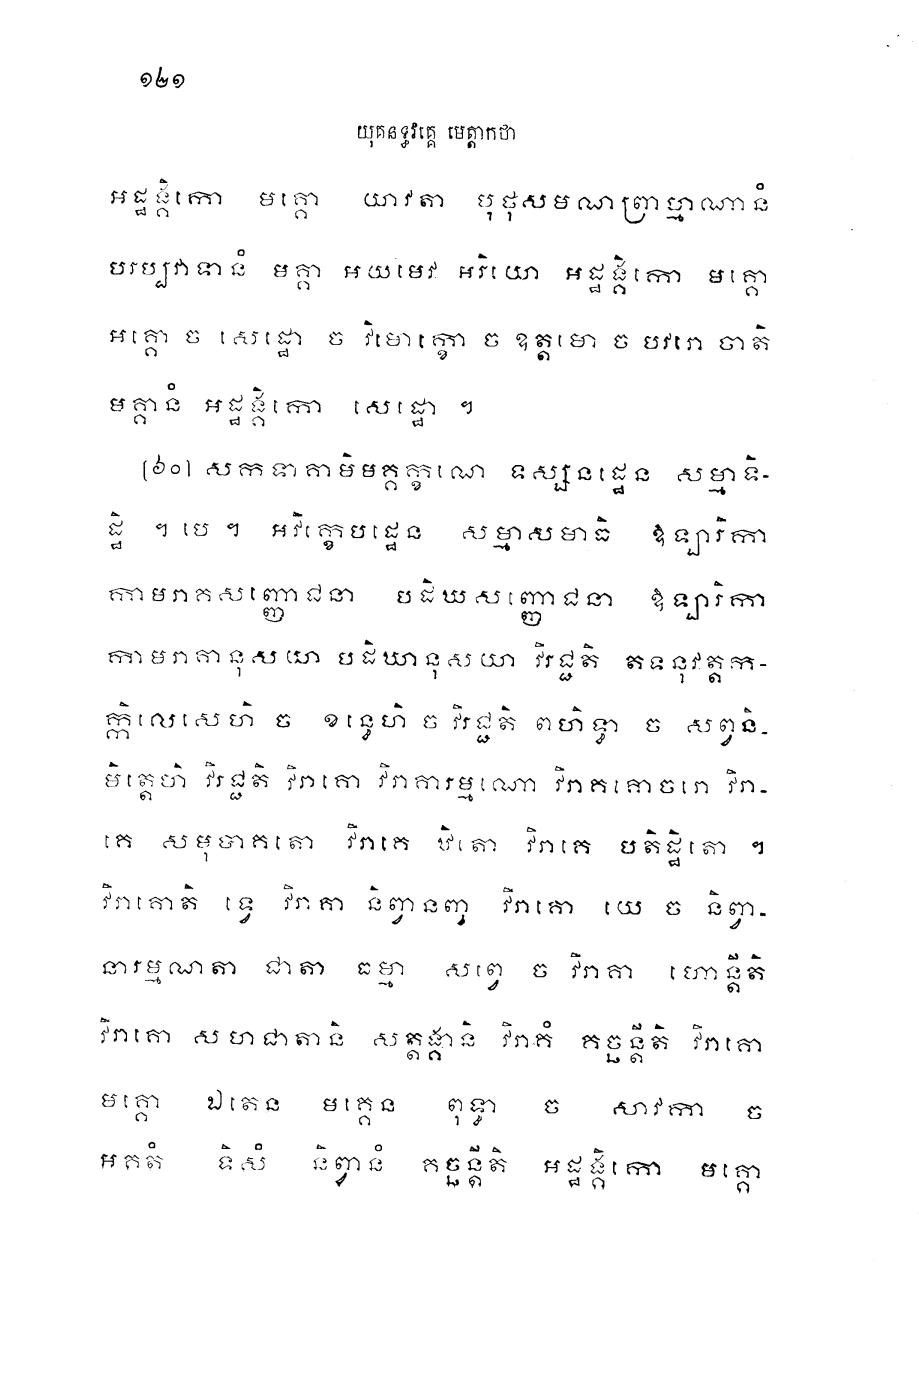 ១២១
យុគនទ្ធវគ្គេ មេត្តាកថា
អដ្ឋង្គិកោ មគ្គោ យាវតា បុថុសមណព្រាហ្មណានំ
បរប្បវាទានំ មគ្គា អយមេវ អរិយោ អដ្ឋង្គិកោ មគ្គោ
អគ្គោ ច សេដ្ឋោ ច វិមោក្ខោ ច ឧត្តមោ ច បវរោ ចាតិ
មគ្គានំ អដ្ឋង្គិកោ សេដ្ឋោ ។
(៦០) សកទាគាមិមគ្គក្ខណេ ទស្សនដ្ឋេន សម្មាទិ-
ដ្ឋិ ។ បេ ។ អវិក្ខេបដ្ឋេន សម្មាសមាធិ ឱឡារិកា
កាមរាគសញ្ញោជនា បដិឃសញ្ញោជនា ឱឡារិកា
កាមរាគានុសយា បដិឃានុសយា វិរជ្ជតិ តទនុវត្តក-
ក្កិលេសេហិ ច ខន្ធេហិ ច វិរជ្ជតិ ពហិទ្ធា ច សព្វនិ-
មិត្តេហិ វិរជ្ជតិ វិរាគោ វិរាគារម្មណោ វិរាគគោចរោ វិរា-
គេ សមុទាគតោ វិរាគេ ឋិតោ វិរាគេ បតិដ្ឋិតោ ។
វិរាគោតិ ទ្វេ វិរាគា និព្វានញ្ច វិរាគោ យេ ច និព្វា-
នារម្មណតា ជាតា ធម្មា សព្វេ ច វិរាគា ហោន្តីតិ
វិរាគោ សហជាតានិ សត្តង្គានិ វិរាគំ គច្ឆន្តីតិ វិរាគោ
មគ្គោ ឯតេន មគ្គេន ពុទ្ធា ច សាវកា ច
អគតំ ទិសំ និព្វានំ គច្ឆន្តីតិ អដ្ឋង្គិកោ មគ្គោ